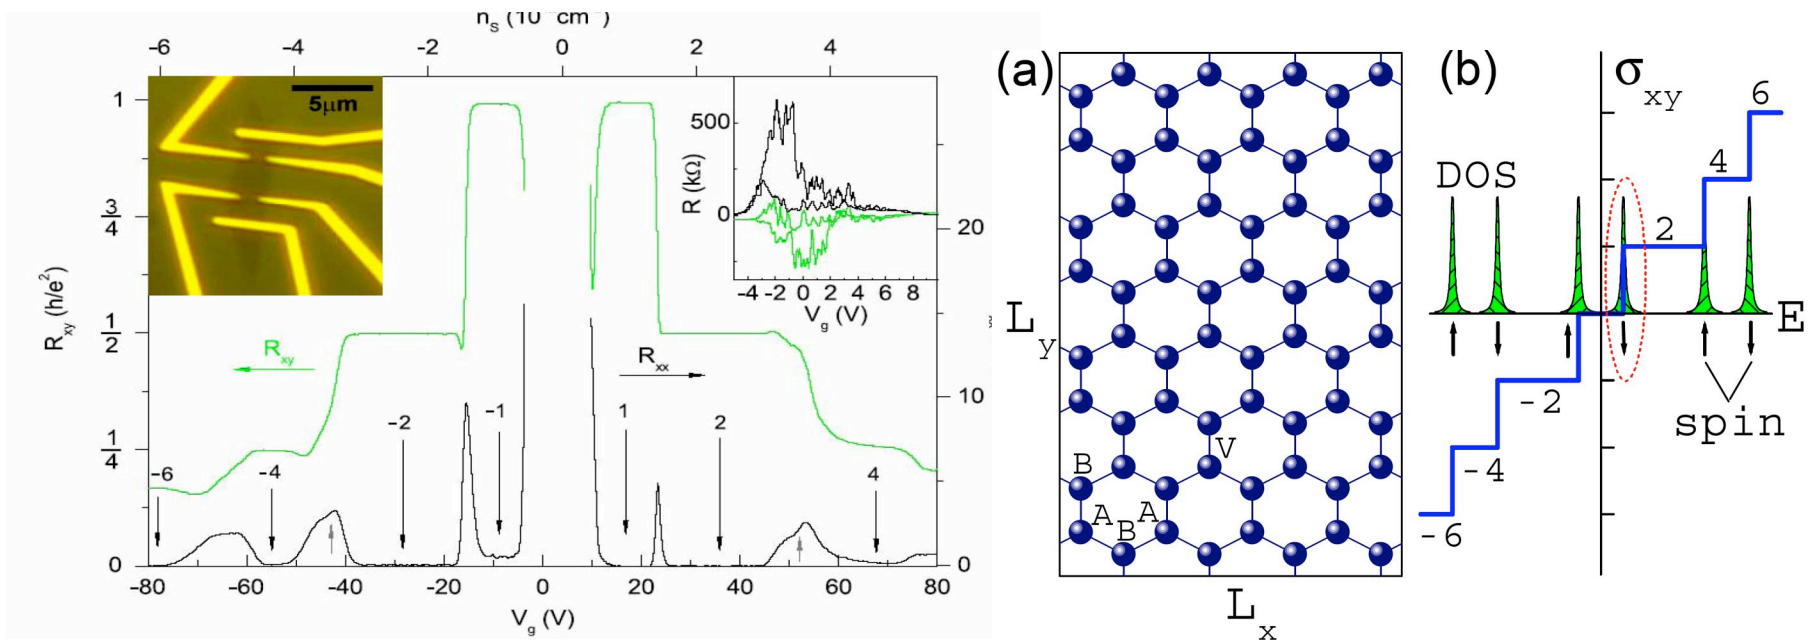 n_s (10 cm)
-6 -4 -2 0 2 4
1
3/4
1/2
1/4
0
R_xy (h/e²)
5μm
500
0
R (kΩ)
-4 -2 0 2 4 6 8
V_g (V)
20
10
0
R_xy
R_xx
-6 -4 -2 -1 1 2 4
-80 -60 -40 -20 0 20 40 60 80
V_g (V)
(a)
L_y
L_x
V
B
A B A
(b)
σ_xy
6
4
2
DOS
E
spin
-2
-4
-6